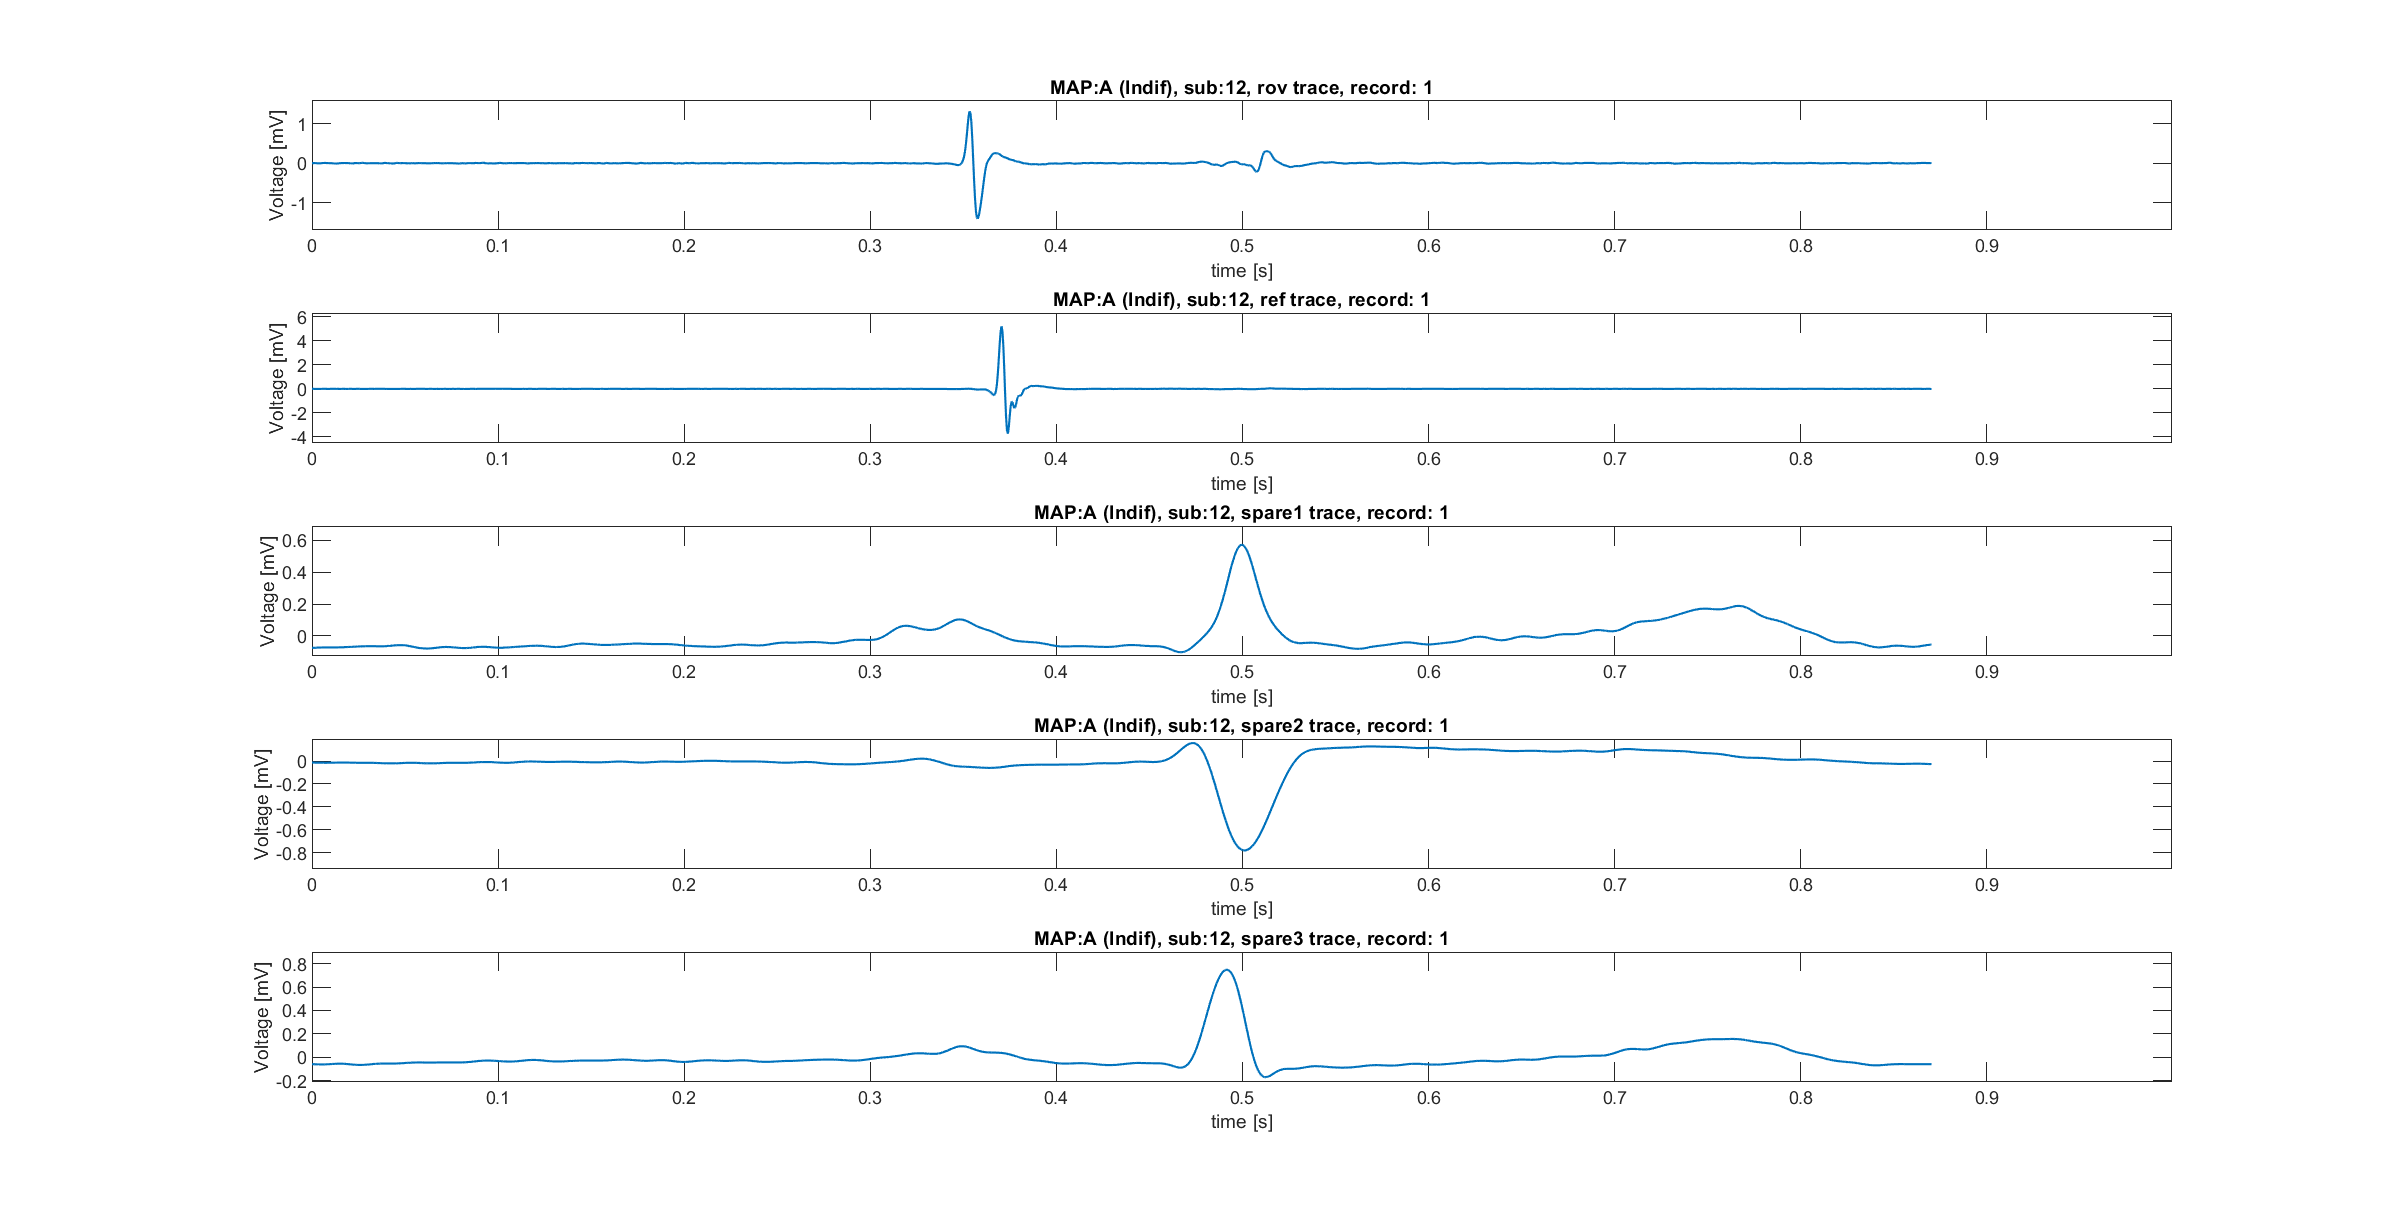 MAP:A (Indif), sub:12, rov trace, record: 1
Voltage [mV]
1
0
-1
0 0.1 0.2 0.3 0.4 0.5 0.6 0.7 0.8 0.9
time [s]
MAP:A (Indif), sub:12, ref trace, record: 1
Voltage [mV]
6
4
2
0
-2
-4
0 0.1 0.2 0.3 0.4 0.5 0.6 0.7 0.8 0.9
time [s]
MAP:A (Indif), sub:12, spare1 trace, record: 1
Voltage [mV]
0.6
0.4
0.2
0
0 0.1 0.2 0.3 0.4 0.5 0.6 0.7 0.8 0.9
time [s]
MAP:A (Indif), sub:12, spare2 trace, record: 1
Voltage [mV]
0
-0.2
-0.4
-0.6
-0.8
0 0.1 0.2 0.3 0.4 0.5 0.6 0.7 0.8 0.9
time [s]
MAP:A (Indif), sub:12, spare3 trace, record: 1
Voltage [mV]
0.8
0.6
0.4
0.2
0
-0.2
0 0.1 0.2 0.3 0.4 0.5 0.6 0.7 0.8 0.9
time [s]